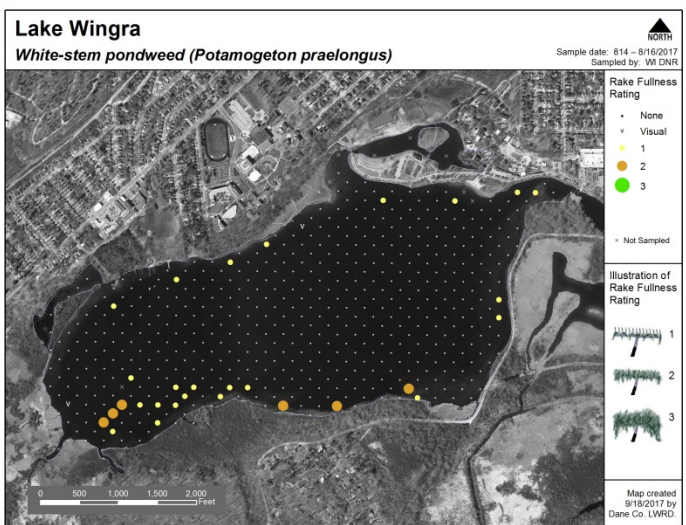 Lake Wingra
White-stem pondweed (Potamogeton praelongus)
NORTH
Sample date: 814 – 8/16/2017
Sampled by: WI DNR
Rake Fullness
Rating
None
v Visual
1
2
3
× Not Sampled
Illustration of
Rake Fullness
Rating
1
2
3
v
v
0 500 1,000 1,500 2,000
Feet
Map created
9/18/2017 by
Dane Co. LWRD.